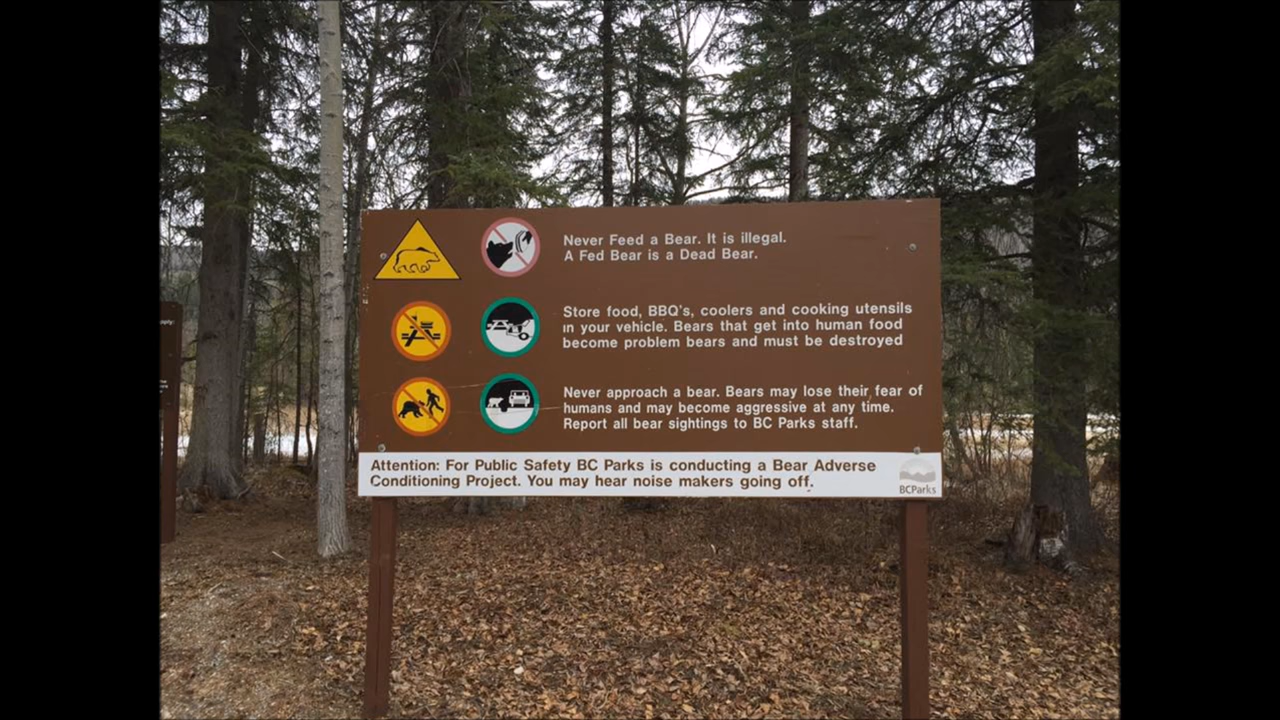 Never Feed a Bear. It is illegal.
A Fed Bear is a Dead Bear.
Store food, BBQ's, coolers and cooking utensils
in your vehicle. Bears that get into human food
become problem bears and must be destroyed
Never approach a bear. Bears may lose their fear of
humans and may become aggressive at any time.
Report all bear sightings to BC Parks staff.
Attention: For Public Safety BC Parks is conducting a Bear Adverse
Conditioning Project. You may hear noise makers going off.
BCParks